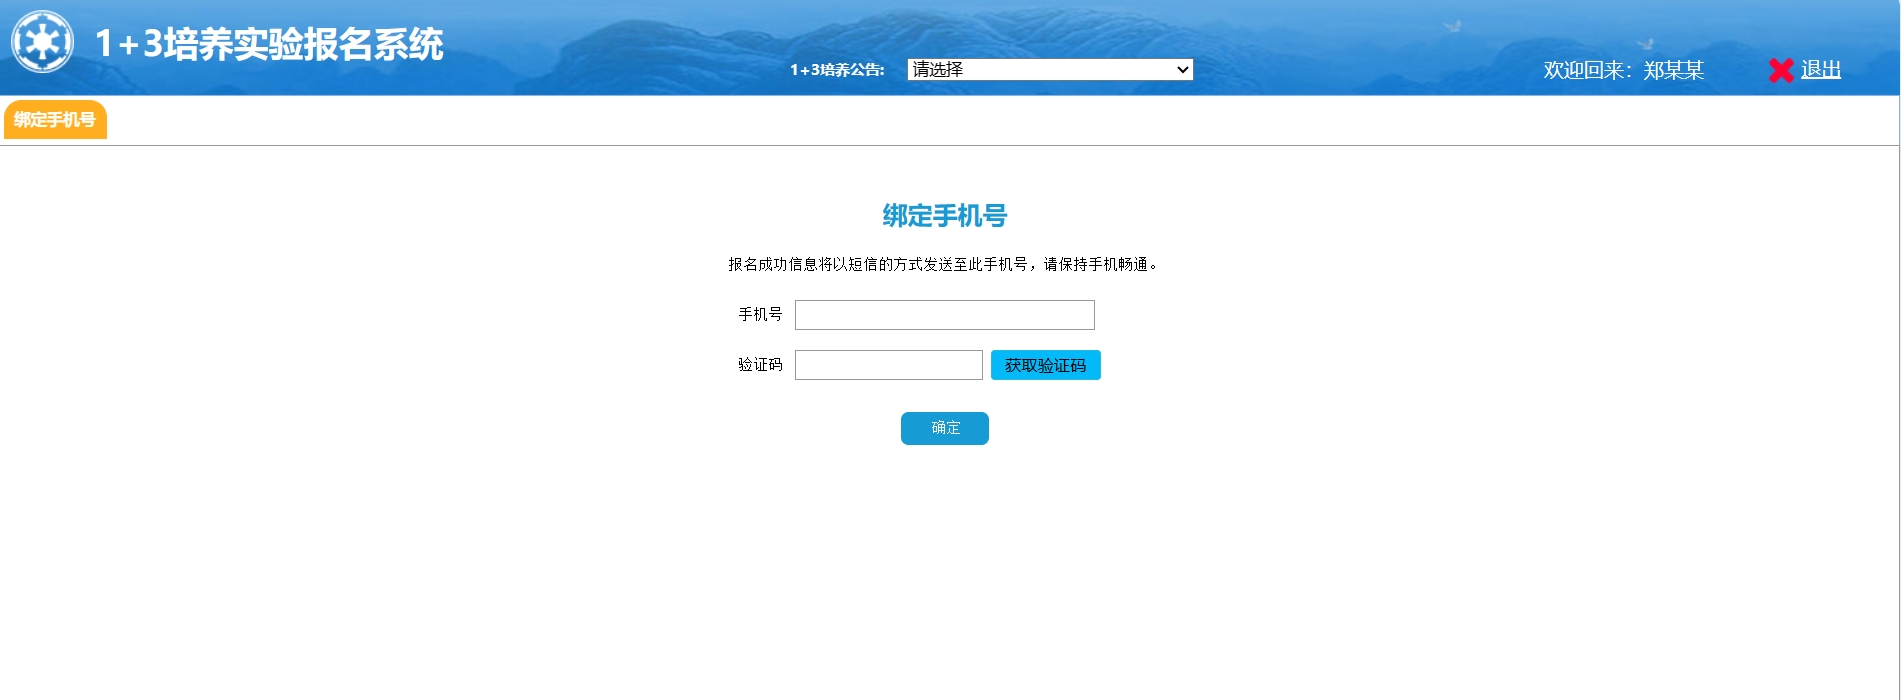 1+3培养实验报名系统
1+3培养公告: 请选择
欢迎回来：郑某某 退出
绑定手机号
绑定手机号
报名成功信息将以短信的方式发送至此手机号，请保持手机畅通。
手机号
验证码 获取验证码
确定